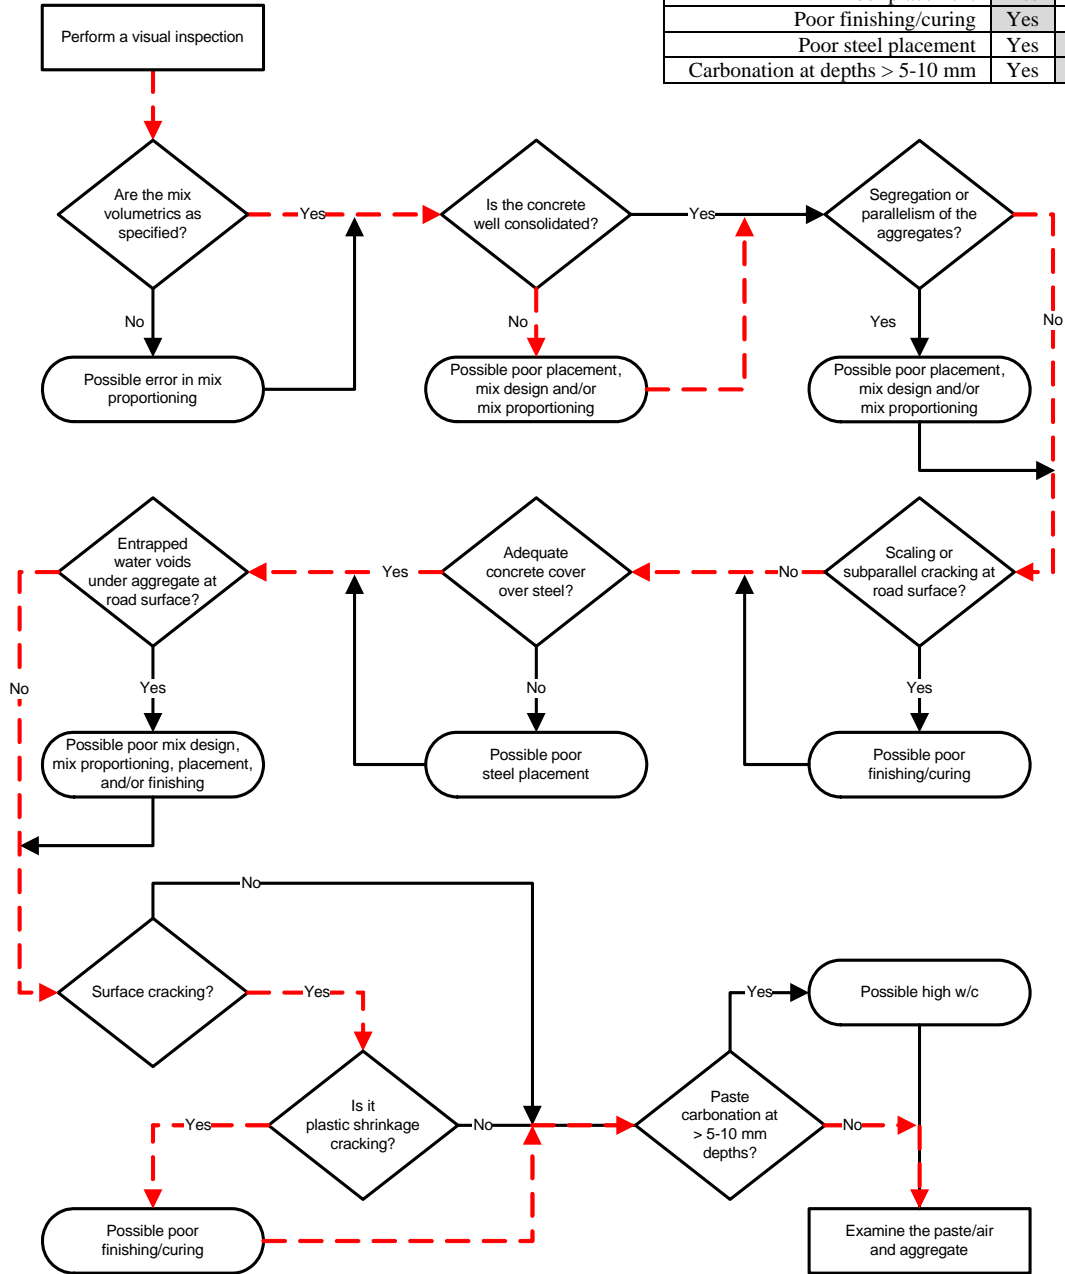 Poor finishing/curing Yes
Poor steel placement Yes
Carbonation at depths > 5-10 mm Yes
Perform a visual inspection
Are the mix
volumetrics as
specified?
Yes
No
Possible error in mix
proportioning
Is the concrete
well consolidated?
Yes
No
Possible poor placement,
mix design and/or
mix proportioning
Segregation or
parallelism of the
aggregates?
Yes
No
Possible poor placement,
mix design and/or
mix proportioning
Scaling or
subparallel cracking at
road surface?
No
Yes
Possible poor
finishing/curing
Adequate
concrete cover
over steel?
Yes
No
Possible poor
steel placement
Entrapped
water voids
under aggregate at
road surface?
No
Yes
Possible poor mix design,
mix proportioning, placement,
and/or finishing
Surface cracking?
No
Yes
Is it
plastic shrinkage
cracking?
Yes
No
Possible poor
finishing/curing
Paste
carbonation at
> 5-10 mm
depths?
Yes
No
Possible high w/c
Examine the paste/air
and aggregate